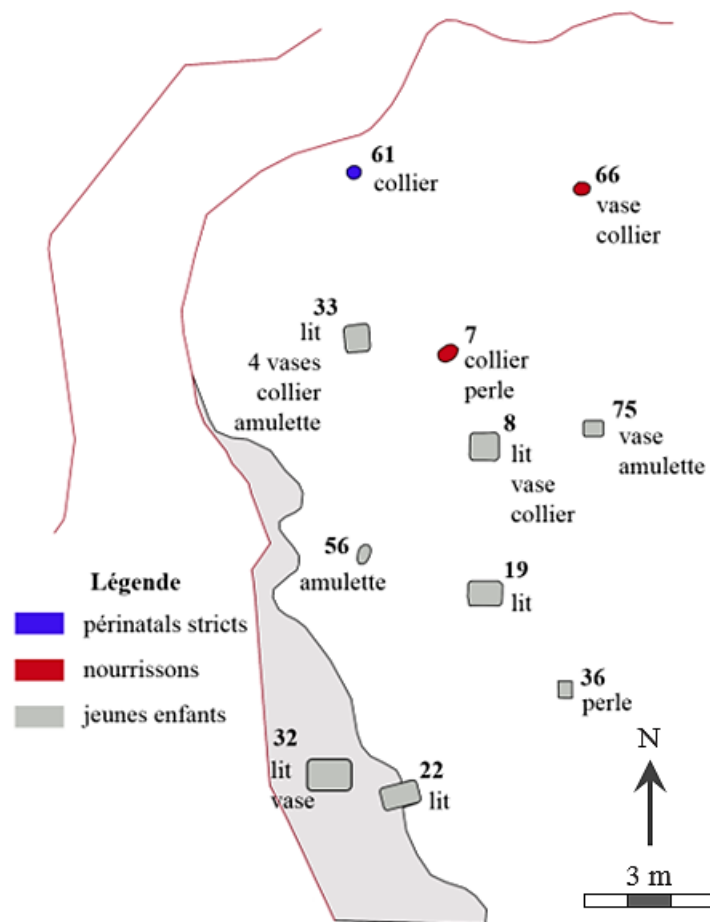 61
collier
66
vase
collier
33
lit
4 vases
collier
amulette
7
collier
perle
75
vase
amulette
8
lit
vase
collier
56
amulette
19
lit
Légende
périnatals stricts
nourrissons
jeunes enfants
36
perle
32
lit
vase
22
lit
N
3 m